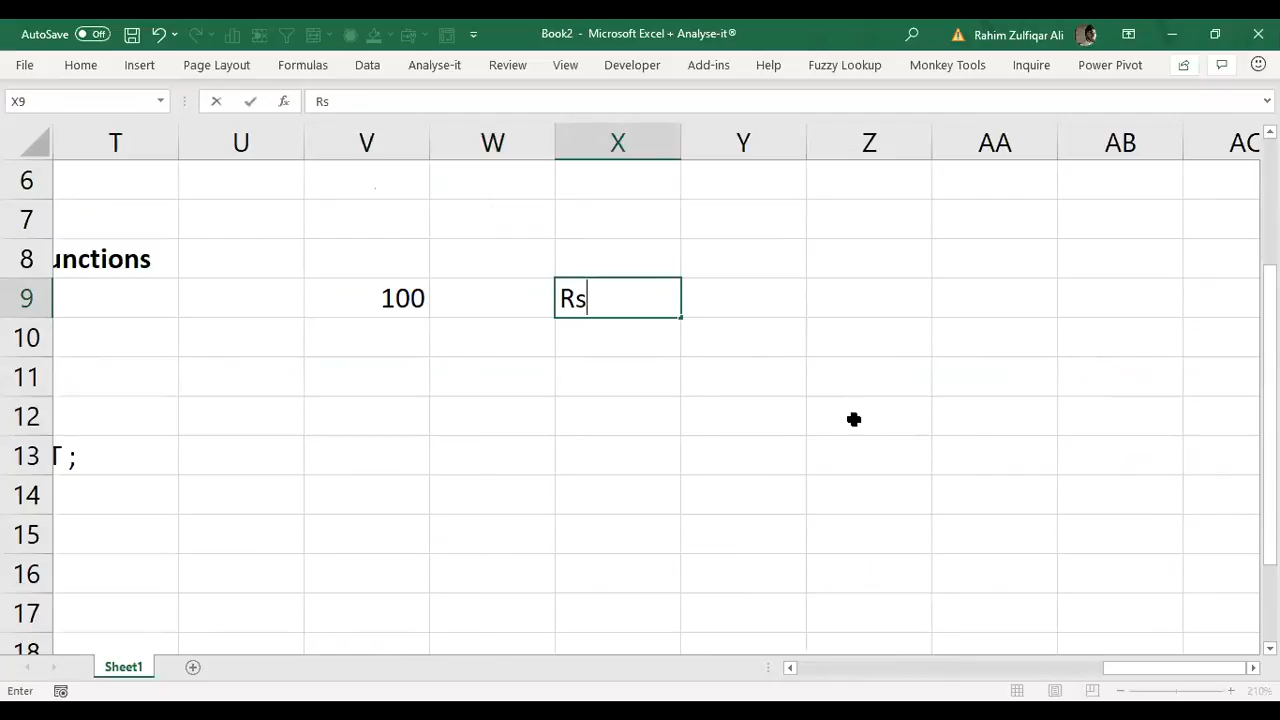 AutoSave Off Book2 - Microsoft Excel + Analyse-it® Rahim Zulfiqar Ali
File Home Insert Page Layout Formulas Data Analyse-it Review View Developer Add-ins Help Fuzzy Lookup Monkey Tools Inquire Power Pivot
X9 fx Rs
T U V W X Y Z AA AB AC
6
7
8 unctions
9 100 Rs
10
11
12
13 T;
14
15
16
17
18
Sheet1
Enter 210%